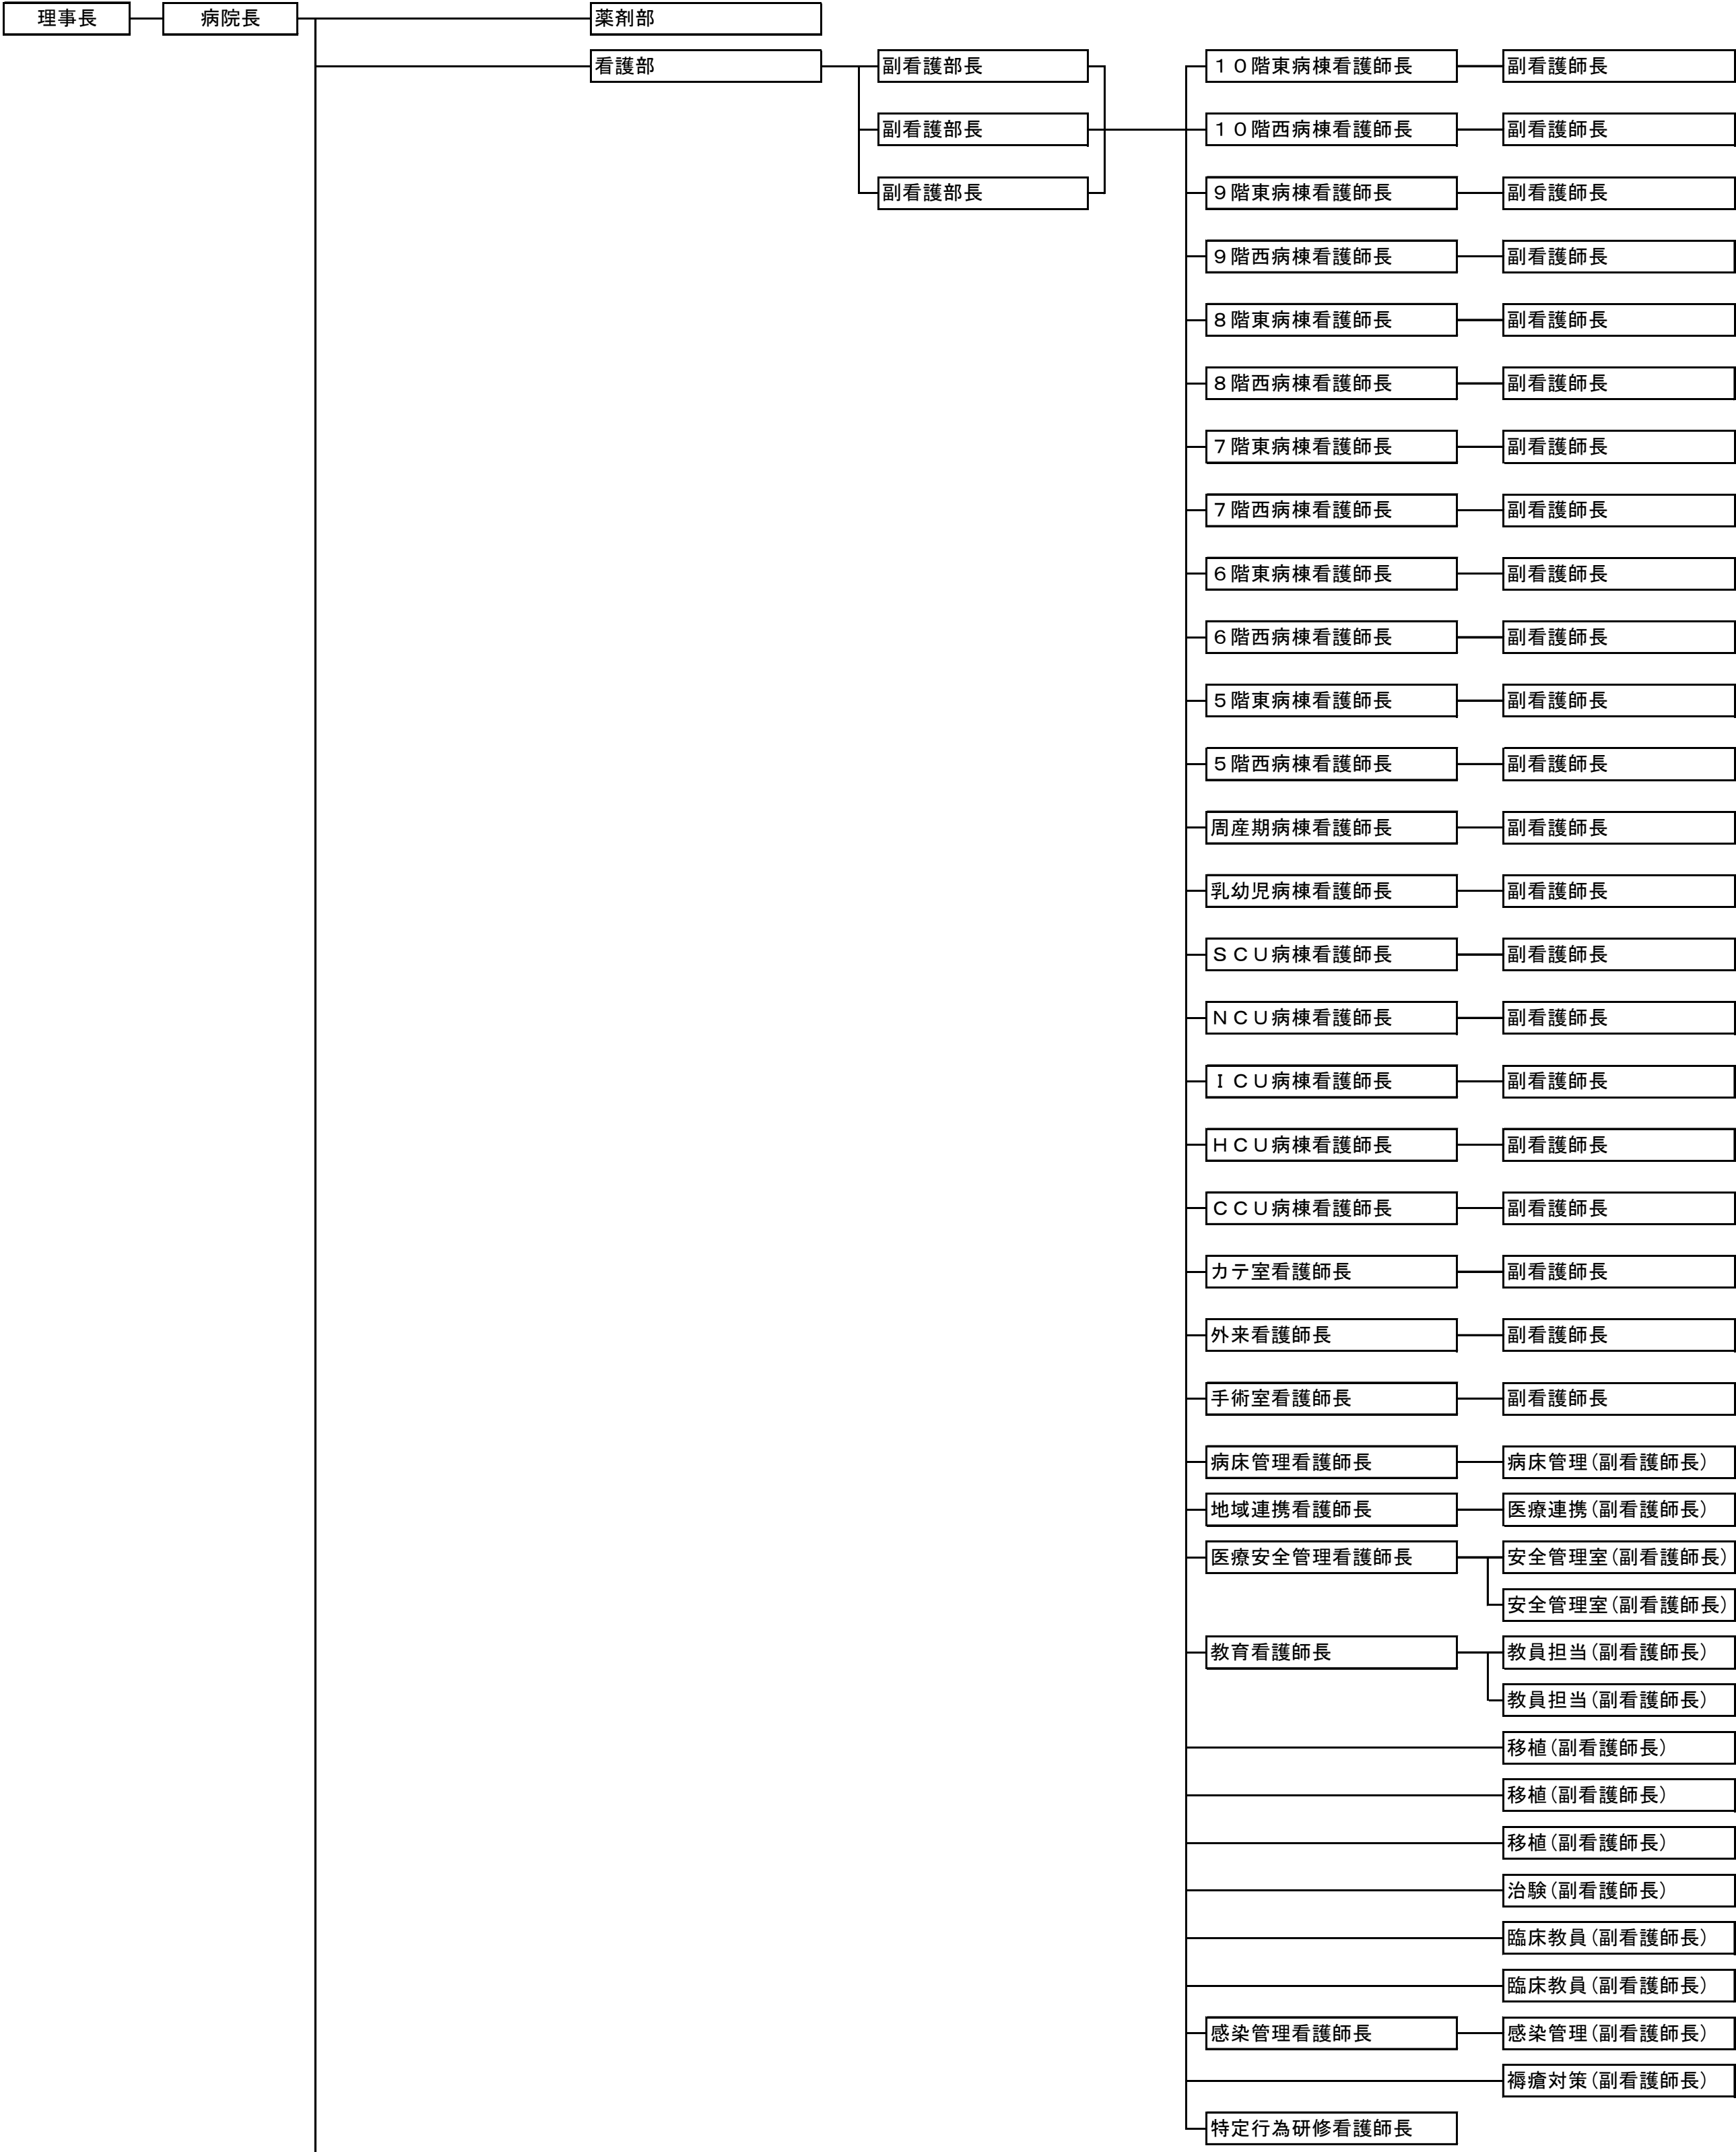 理事長
病院長
薬剤部
看護部
副看護部長
１０階東病棟看護師長
副看護師長
副看護部長
１０階西病棟看護師長
副看護師長
副看護部長
９階東病棟看護師長
副看護師長
９階西病棟看護師長
副看護師長
８階東病棟看護師長
副看護師長
８階西病棟看護師長
副看護師長
７階東病棟看護師長
副看護師長
７階西病棟看護師長
副看護師長
６階東病棟看護師長
副看護師長
６階西病棟看護師長
副看護師長
５階東病棟看護師長
副看護師長
５階西病棟看護師長
副看護師長
周産期病棟看護師長
副看護師長
乳幼児病棟看護師長
副看護師長
ＳＣＵ病棟看護師長
副看護師長
ＮＣＵ病棟看護師長
副看護師長
ＩＣＵ病棟看護師長
副看護師長
ＨＣＵ病棟看護師長
副看護師長
ＣＣＵ病棟看護師長
副看護師長
カテ室看護師長
副看護師長
外来看護師長
副看護師長
手術室看護師長
副看護師長
病床管理看護師長
病床管理（副看護師長）
地域連携看護師長
医療連携（副看護師長）
医療安全管理看護師長
安全管理室（副看護師長）
安全管理室（副看護師長）
教育看護師長
教員担当（副看護師長）
教員担当（副看護師長）
移植（副看護師長）
移植（副看護師長）
移植（副看護師長）
治験（副看護師長）
臨床教員（副看護師長）
臨床教員（副看護師長）
感染管理看護師長
感染管理（副看護師長）
褥瘡対策（副看護師長）
特定行為研修看護師長